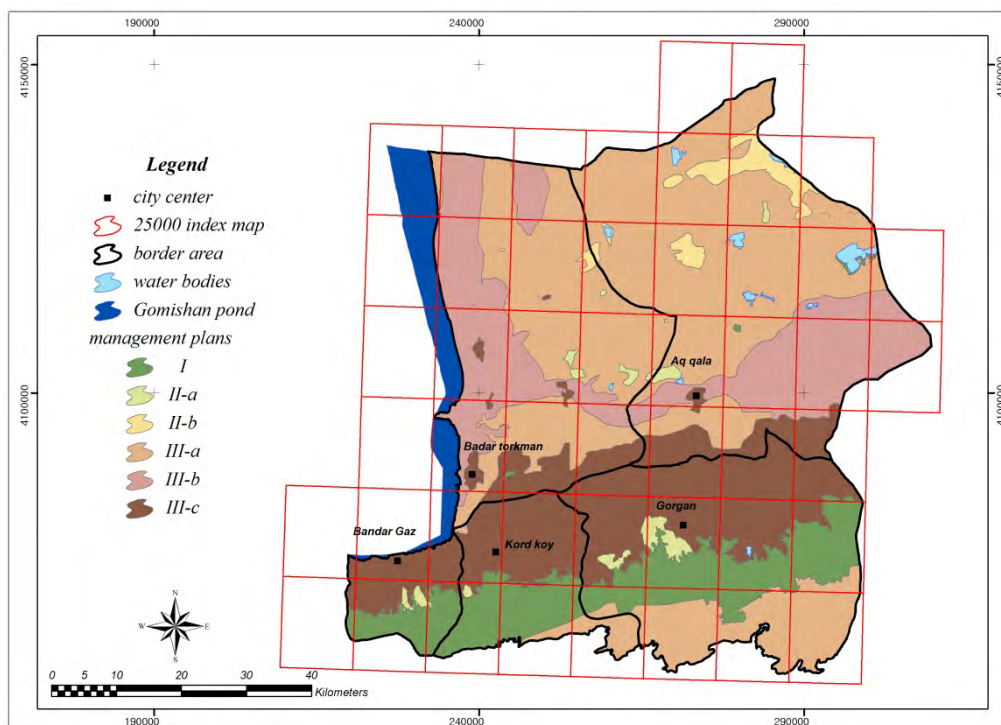 190000 240000 290000
4150000 4150000
Legend
city center
25000 index map
border area
water bodies
Gomishan pond
management plans
I
II-a
II-b
III-a
III-b
III-c
Aq qala
4100000 4100000
Badar torkman
Gorgan
Bandar Gaz
Kord koy
N
W E
S
0 5 10 20 30 40
Kilometers
190000 240000 290000